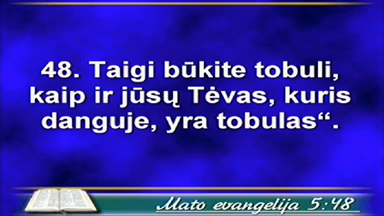 48. Taigi būkite tobuli,
kaip ir jūsų Tėvas, kuris
danguje, yra tobulas“.
Mato evangelija 5:48